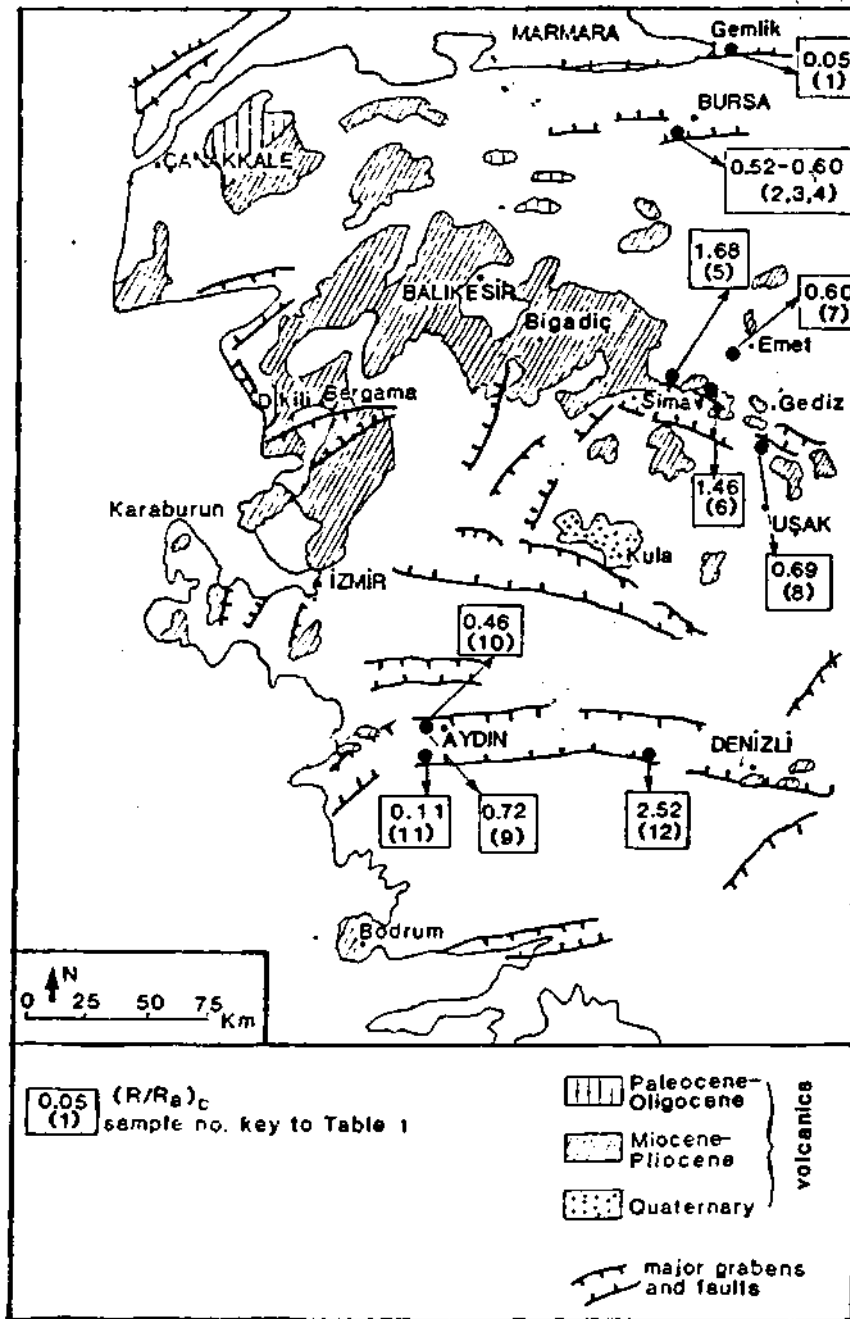 MARMARA
Gemlik
0.05
(1)
BURSA
ÇANAKKALE
0.52-0.60
(2,3,4)
1.68
(5)
BALIKESİR
0.60
(7)
Bigadiç
Emet
Dikili
Bergama
Simav
Gediz
1.46
(6)
Karaburun
UŞAK
Kula
İZMİR
0.69
(8)
0.46
(10)
AYDIN
DENİZLİ
0.11
(11)
0.72
(9)
2.52
(12)
Bodrum
N
0 25 50 75
Km
0.05
(1)
(R/Ra)c
sample no. key to Table 1
Paleocene-
Oligocene
Miocene-
Pliocene
Quaternary
volcanics
major grabens
and faults